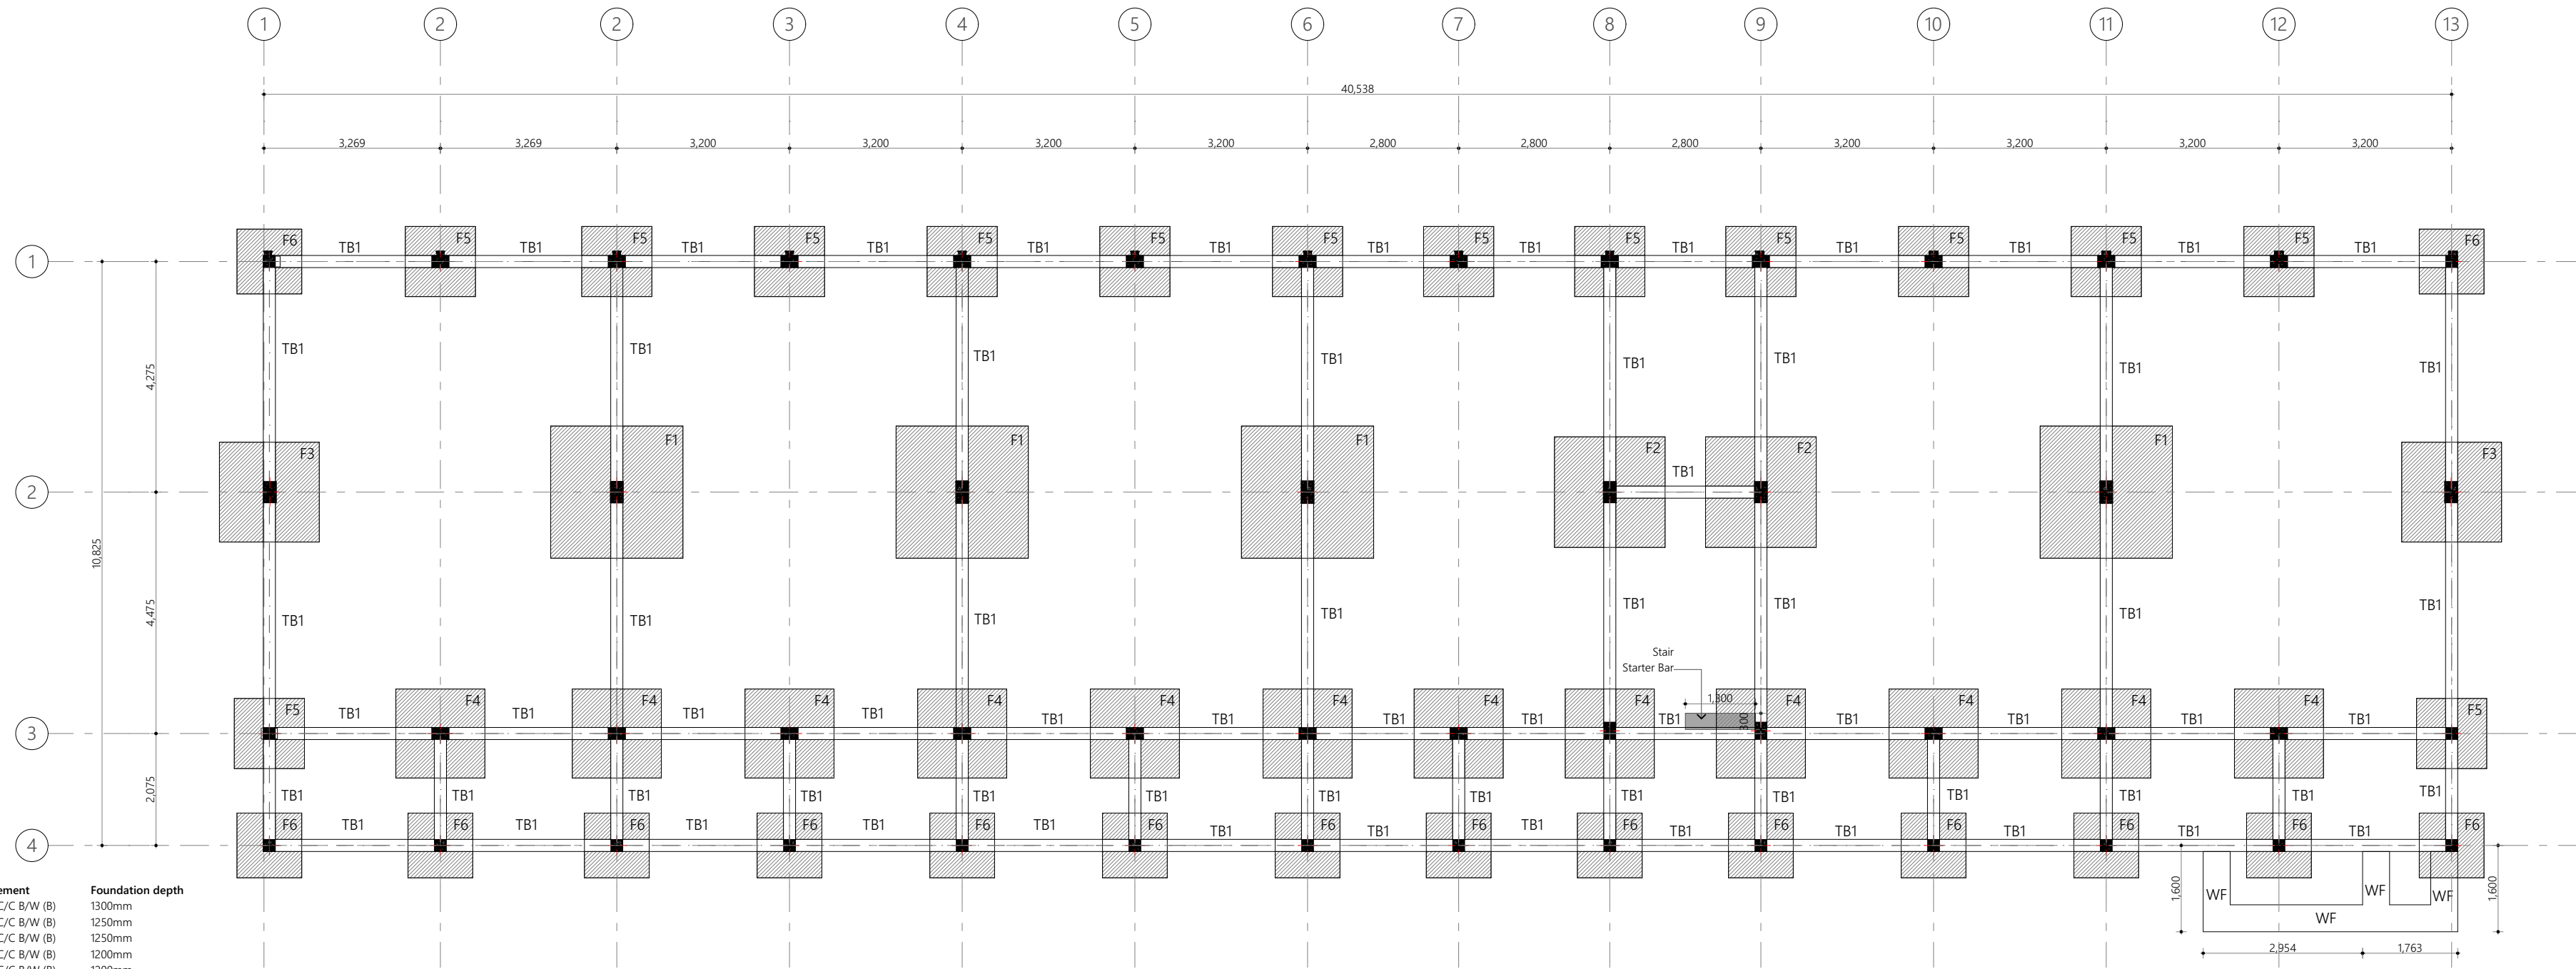 1 2 2 3 4 5 6 7 8 9 10 11 12 13
40,538
3,269 3,269 3,200 3,200 3,200 3,200 2,800 2,800 2,800 3,200 3,200 3,200 3,200
F6 F5 F5 F5 F5 F5 F5 F5 F5 F5 F5 F5 F5 F6
1 TB1 TB1 TB1 TB1 TB1 TB1 TB1 TB1 TB1 TB1 TB1 TB1 TB1
4,275
TB1 TB1 TB1 TB1 TB1 TB1 TB1 TB1
F3 F1 F1 F1 F2 F2 F1 F3
TB1
2
10,825
4,475
TB1 TB1 TB1 TB1 TB1 TB1 TB1 TB1
Stair
Starter Bar
1,300
300
F5 F4 F4 F4 F4 F4 F4 F4 F4 F4 F4 F4 F4 F5
3 TB1 TB1 TB1 TB1 TB1 TB1 TB1 TB1 TB1 TB1 TB1 TB1 TB1
2,075
TB1 TB1 TB1 TB1 TB1 TB1 TB1 TB1 TB1 TB1 TB1 TB1 TB1 TB1
F6 F6 F6 F6 F6 F6 F6 F6 F6 F6 F6 F6 F6 F6
4 TB1 TB1 TB1 TB1 TB1 TB1 TB1 TB1 TB1 TB1 TB1 TB1 TB1
1,600 WF WF WF 1,600
WF
2,954 1,763
ement Foundation depth
C/C B/W (B) 1300mm
C/C B/W (B) 1250mm
C/C B/W (B) 1250mm
C/C B/W (B) 1200mm
C/C B/W (B) 1200mm